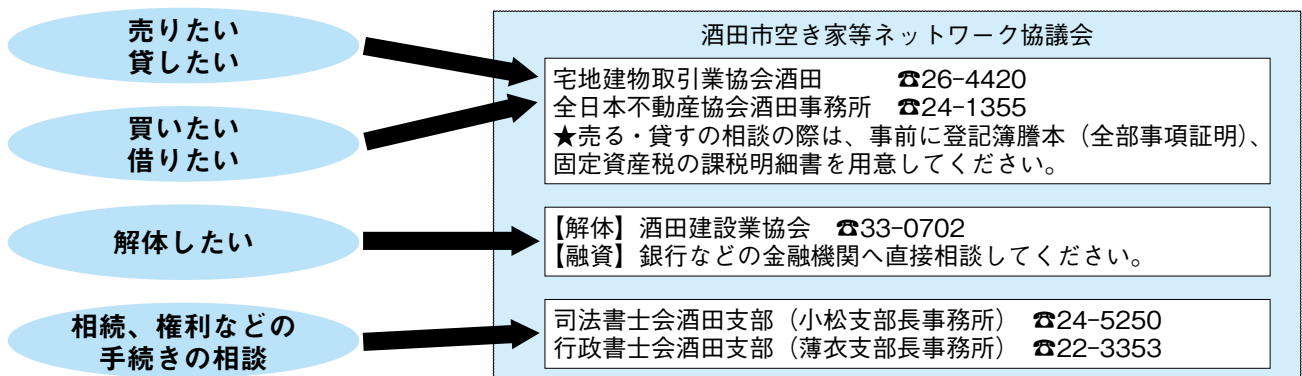 売りたい
貸したい
買いたい
借りたい
解体したい
相続、権利などの
手続きの相談
酒田市空き家等ネットワーク協議会
宅地建物取引業協会酒田 ☎26-4420
全日本不動産協会酒田事務所 ☎24-1355
★売る・貸すの相談の際は、事前に登記簿謄本（全部事項証明）、
固定資産税の課税明細書を用意してください。
【解体】酒田建設業協会 ☎33-0702
【融資】銀行などの金融機関へ直接相談してください。
司法書士会酒田支部（小松支部長事務所） ☎24-5250
行政書士会酒田支部（薄衣支部長事務所） ☎22-3353